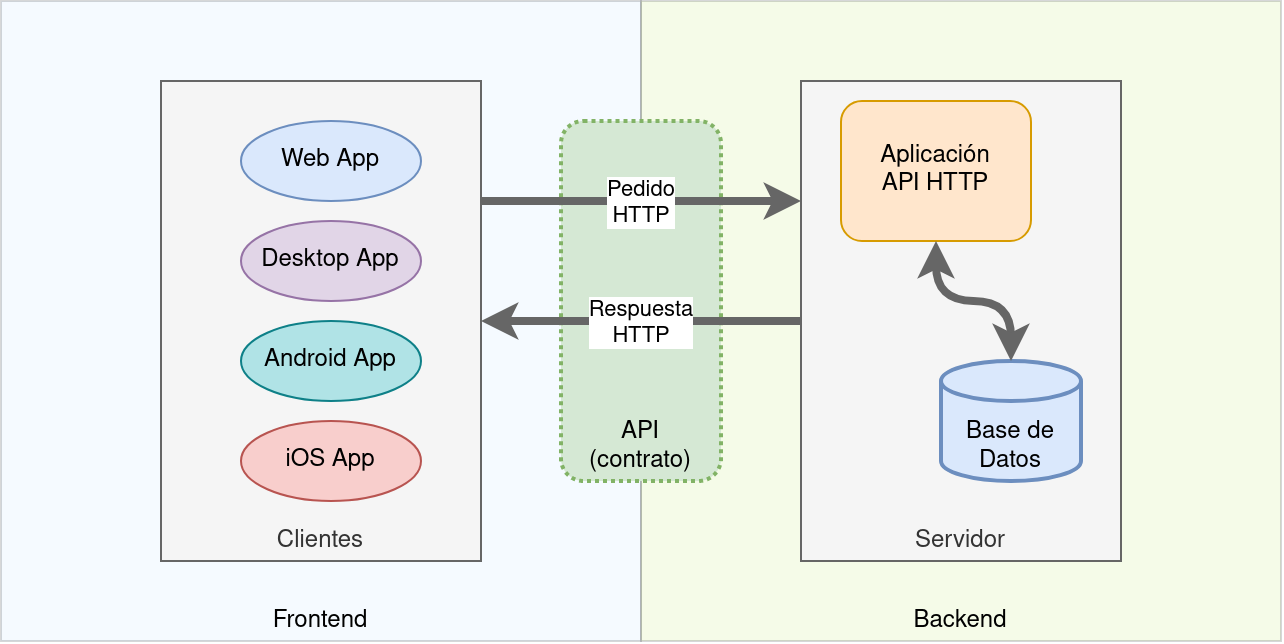 Web App
Desktop App
Android App
iOS App
Clientes
Frontend
Pedido
HTTP
Respuesta
HTTP
API
(contrato)
Aplicación
API HTTP
Base de
Datos
Servidor
Backend